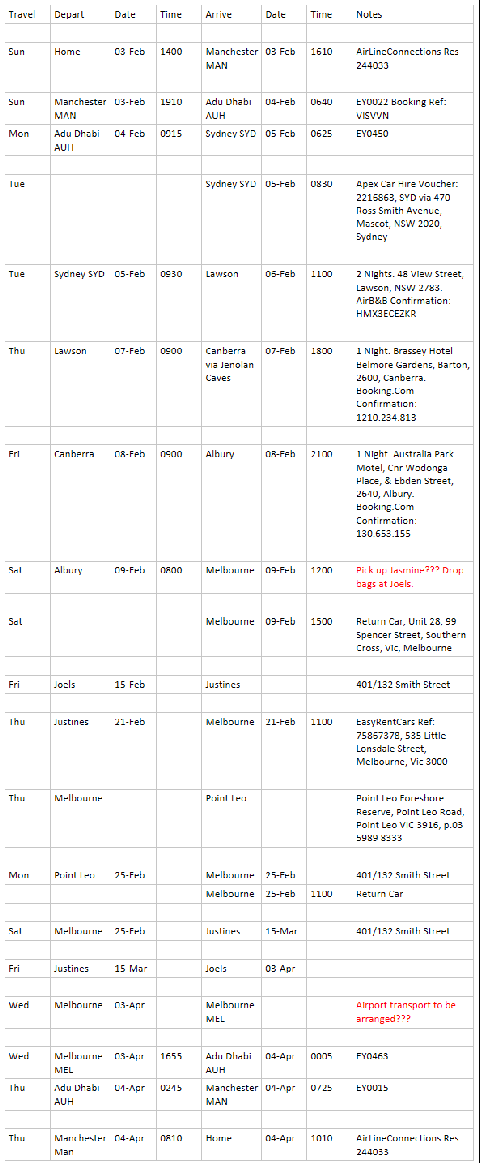 Travel Depart Date Time Arrive Date Time Notes
Sun Home 03-Feb 1400 Manchester 03-Feb 1610 AirLineConnections Res
MAN 244033
Sun Manchester 03-Feb 1910 Adu Dhabi 04-Feb 0640 EY0022 Booking Ref:
MAN AUH VISVVN
Mon Adu Dhabi 04-Feb 0915 Sydney SYD 05-Feb 0625 EY0450
AUH
Tue Sydney SYD 05-Feb 0830 Apex Car Hire Voucher:
2216863, SYD via 470
Ross Smith Avenue,
Mascot, NSW 2020,
Sydney
Tue Sydney SYD 05-Feb 0930 Lawson 05-Feb 1100 2 Nights. 48 View Street,
Lawson, NSW 2783.
AirB&B Confirmation:
HMX3ECEZKR
Thu Lawson 07-Feb 0900 Canberra 07-Feb 1800 1 Night. Brassey Hotel
via Jenolan Belmore Gardens, Barton,
Caves 2600, Canberra.
Booking.Com
Confirmation:
1210.234.813
Fri Canberra 08-Feb 0900 Albury 08-Feb 2100 1 Night. Australia Park
Motel, Cnr Wodonga
Place, & Ebden Street,
2640, Albury.
Booking.Com
Confirmation:
130.653.155
Sat Albury 09-Feb 0800 Melbourne 09-Feb 1200 Pick up Jasmine??? Drop
bags at Joels.
Sat Melbourne 09-Feb 1500 Return Car, Unit 28, 99
Spencer Street, Southern
Cross, Vic, Melbourne
Fri Joels 15-Feb Justines 401/132 Smith Street
Thu Justines 21-Feb Melbourne 21-Feb 1100 EasyRentCars Ref:
75867378, 535 Little
Lonsdale Street,
Melbourne, Vic 3000
Thu Melbourne Point Leo Point Leo Foreshore
Reserve, Point Leo Road,
Point Leo VIC 3916, p.03
5989 8333
Mon Point Leo 25-Feb Melbourne 25-Feb 401/132 Smith Street
Melbourne 25-Feb 1100 Return Car
Sat Melbourne 25-Feb Justines 15-Mar 401/132 Smith Street
Fri Justines 15-Mar Joels 03-Apr
Wed Melbourne 03-Apr Melbourne Airport transport to be
MEL arranged???
Wed Melbourne 03-Apr 1655 Adu Dhabi 04-Apr 0005 EY0463
MEL AUH
Thu Adu Dhabi 04-Apr 0245 Manchester 04-Apr 0725 EY0015
AUH MAN
Thu Manchester 04-Apr 0810 Home 04-Apr 1010 AirLineConnections Res
Man 244033